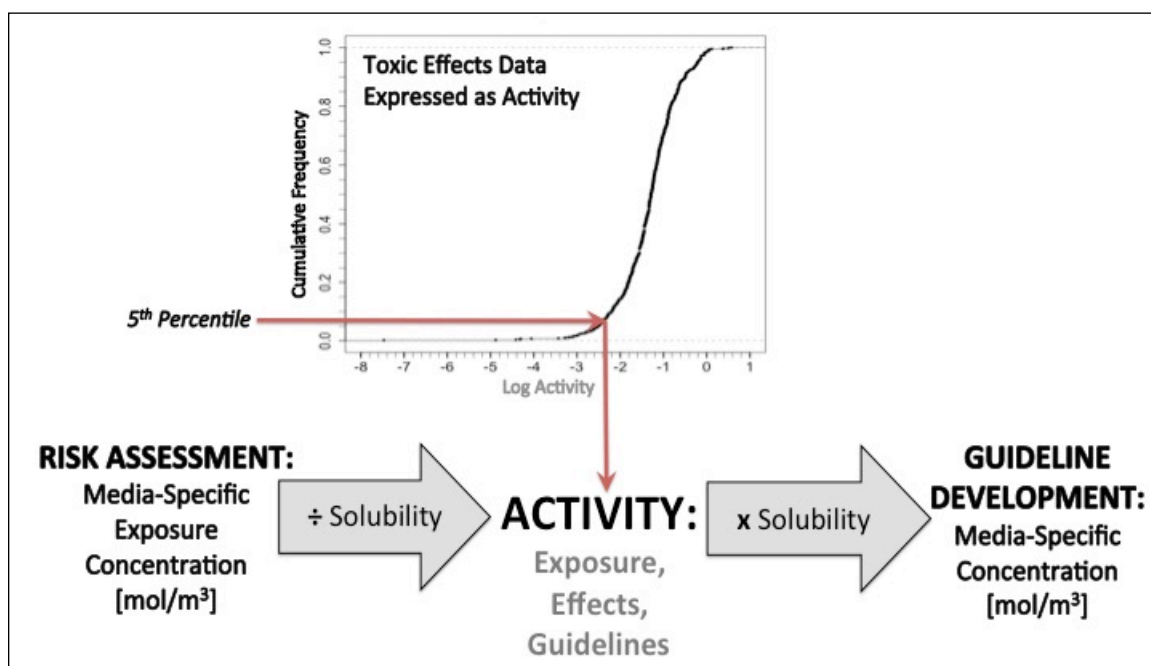 Toxic Effects Data
Expressed as Activity
Cumulative Frequency
1.0
0.8
0.6
0.4
0.2
0.0
5th Percentile
-8 -7 -6 -5 -4 -3 -2 -1 0 1
Log Activity
RISK ASSESSMENT:
Media-Specific
Exposure
Concentration
[mol/m³]
÷ Solubility
ACTIVITY:
Exposure,
Effects,
Guidelines
x Solubility
GUIDELINE
DEVELOPMENT:
Media-Specific
Concentration
[mol/m³]